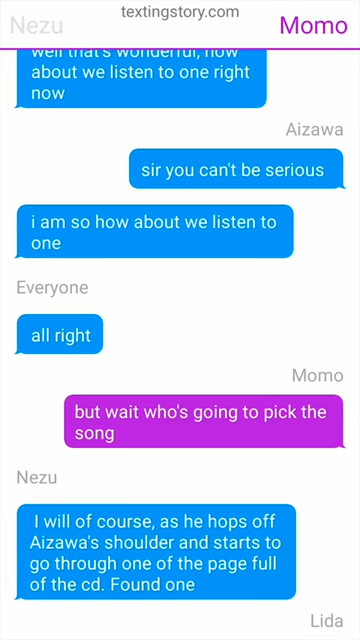 textingstory.com
Nezu
Momo
well that's wonderful, how
about we listen to one right
now
Aizawa
sir you can't be serious
i am so how about we listen to
one
Everyone
all right
Momo
but wait who's going to pick the
song
Nezu
I will of course, as he hops off
Aizawa's shoulder and starts to
go through one of the page full
of the cd. Found one
Lida